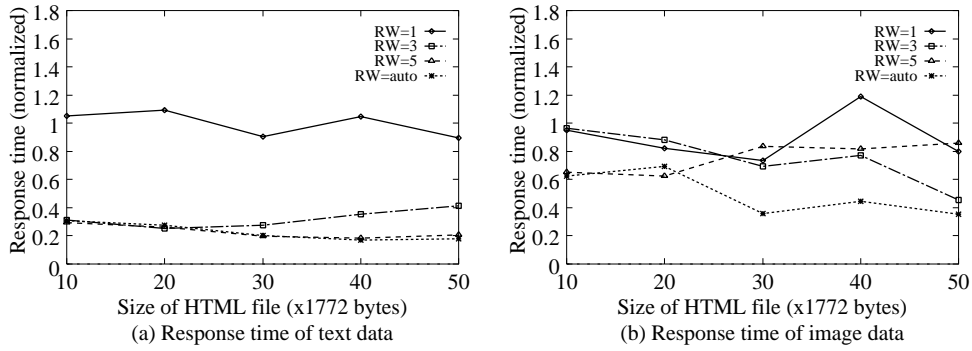 1.8
1.6
1.4
1.2
1
0.8
0.6
0.4
0.2
0
Response time (normalized)
RW=1
RW=3
RW=5
RW=auto
10 20 30 40 50
Size of HTML file (x1772 bytes)
(a) Response time of text data
1.8
1.6
1.4
1.2
1
0.8
0.6
0.4
0.2
0
Response time (normalized)
RW=1
RW=3
RW=5
RW=auto
10 20 30 40 50
Size of HTML file (x1772 bytes)
(b) Response time of image data